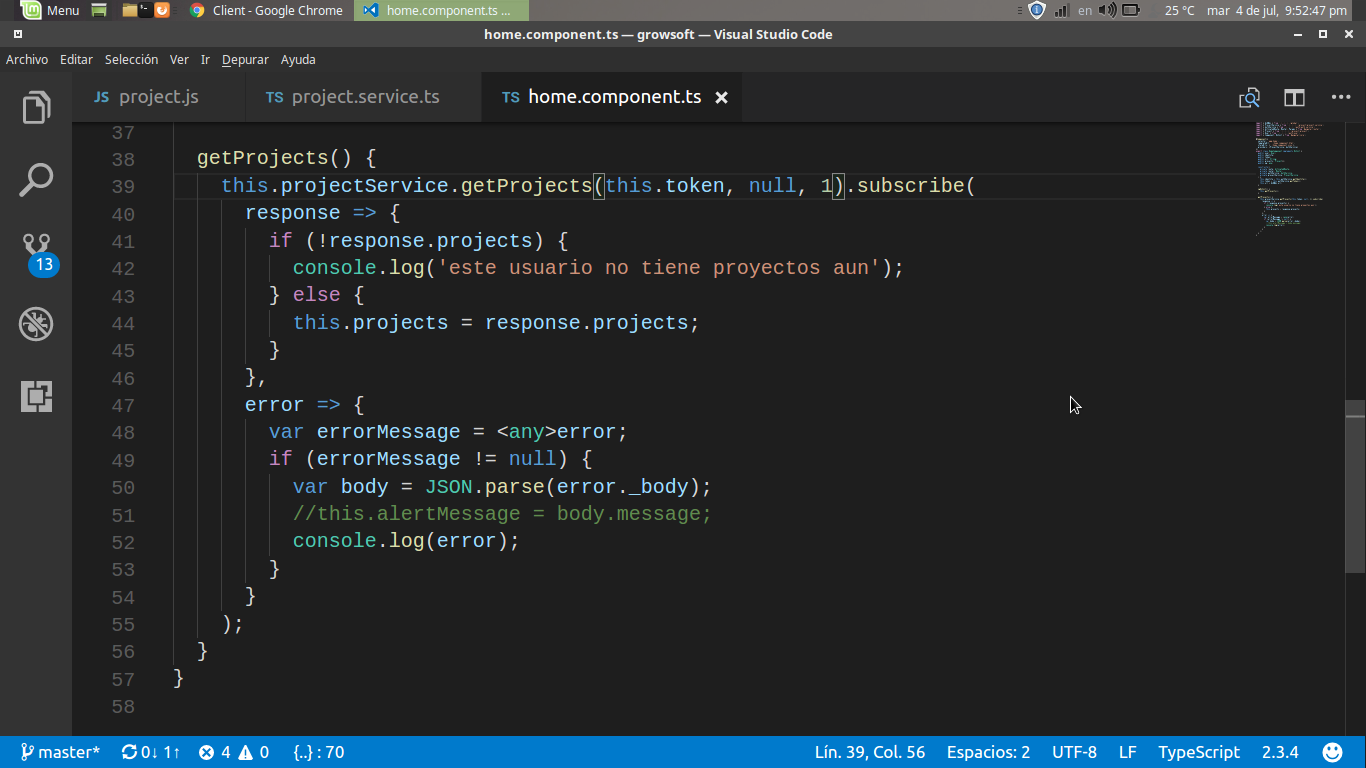 Menu Client - Google Chrome home.component.ts ... en 25 °C mar 4 de jul, 9:52:47 pm
home.component.ts — growsoft — Visual Studio Code
Archivo Editar Selección Ver Ir Depurar Ayuda
JS project.js TS project.service.ts TS home.component.ts
37
38 getProjects() {
39 this.projectService.getProjects(this.token, null, 1).subscribe(
40 response => {
41 if (!response.projects) {
42 console.log('este usuario no tiene proyectos aun');
43 } else {
44 this.projects = response.projects;
45 }
46 },
47 error => {
48 var errorMessage = <any>error;
49 if (errorMessage != null) {
50 var body = JSON.parse(error._body);
51 //this.alertMessage = body.message;
52 console.log(error);
53 }
54 }
55 );
56 }
57 }
58
13
master* 0↓ 1↑ 4 0 {..} : 70 Lín. 39, Col. 56 Espacios: 2 UTF-8 LF TypeScript 2.3.4